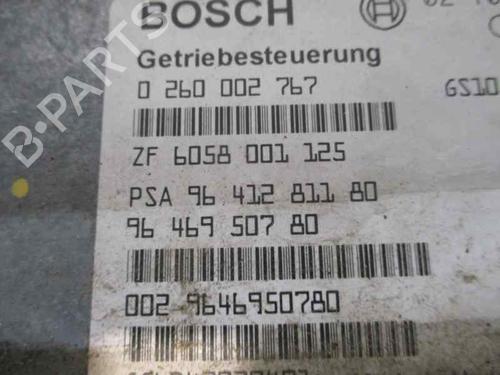 BOSCH
Getriebesteuerung
0 260 002 767
GS10
ZF 6058 001 125
PSA 96 412 811 80
96 469 507 80
002 9646950780